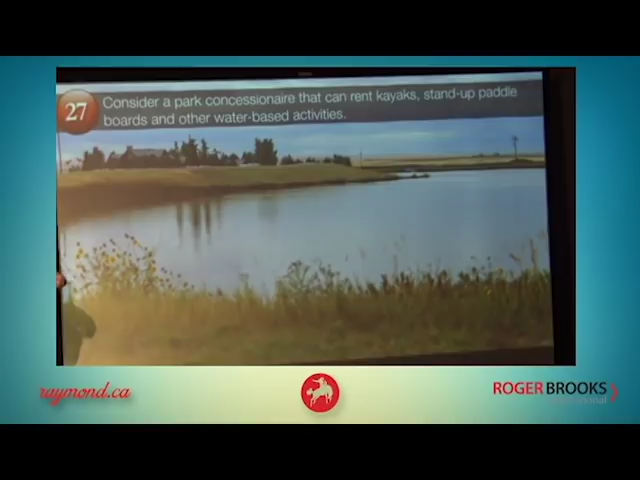 27
Consider a park concessionaire that can rent kayaks, stand-up paddle
boards and other water-based activities.
raymond.ca
ROGER BROOKS